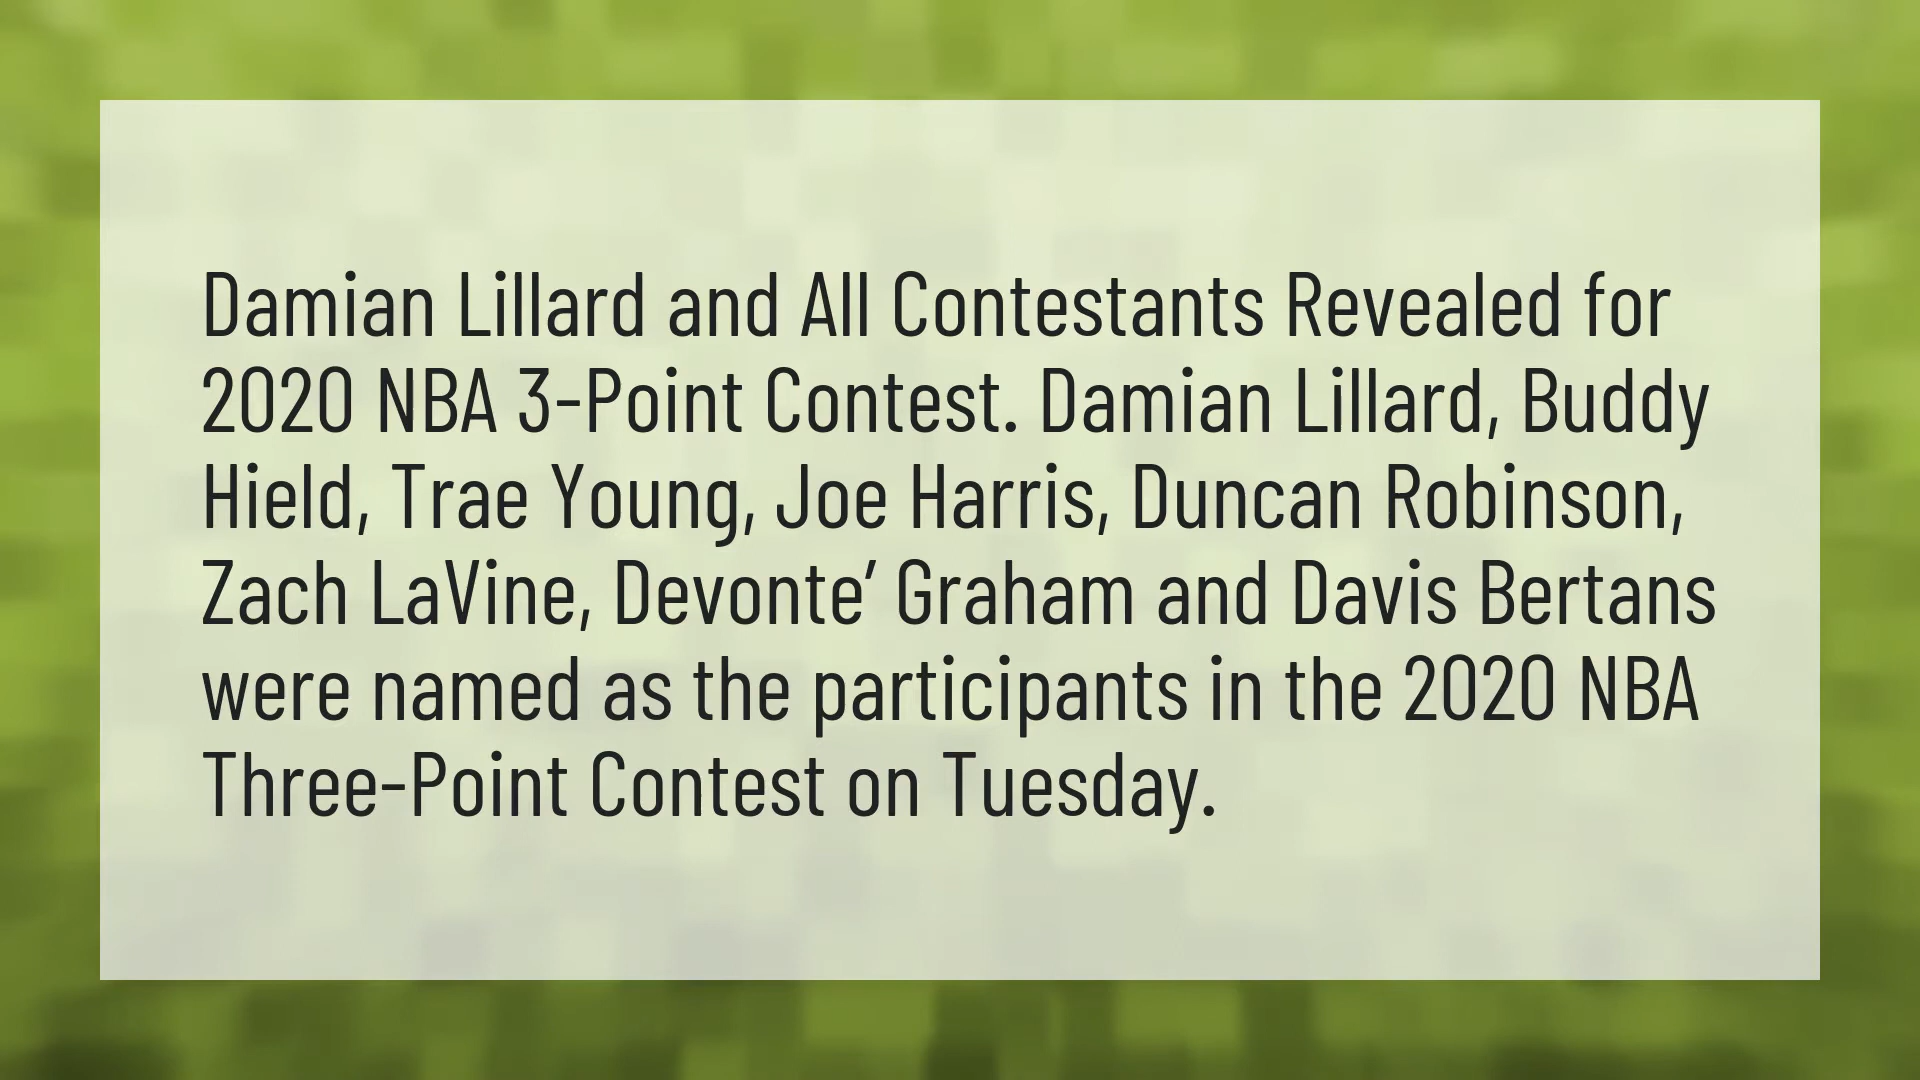 Damian Lillard and All Contestants Revealed for
2020 NBA 3-Point Contest. Damian Lillard, Buddy
Hield, Trae Young, Joe Harris, Duncan Robinson,
Zach LaVine, Devonte’ Graham and Davis Bertans
were named as the participants in the 2020 NBA
Three-Point Contest on Tuesday.